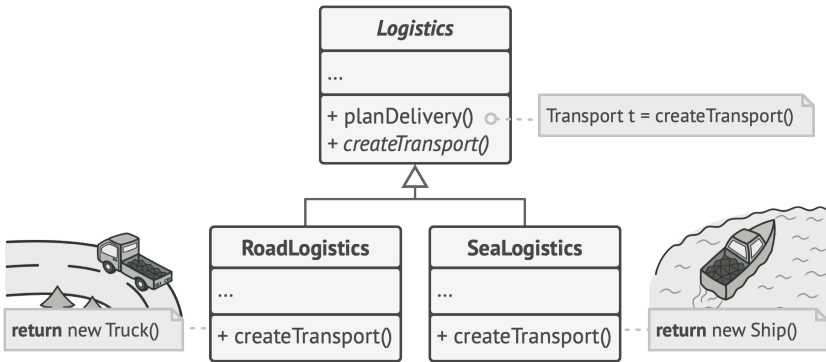 Logistics
...
+ planDelivery()
Transport t = createTransport()
+ createTransport()
RoadLogistics
...
+ createTransport()
return new Truck()
SeaLogistics
...
+ createTransport()
return new Ship()